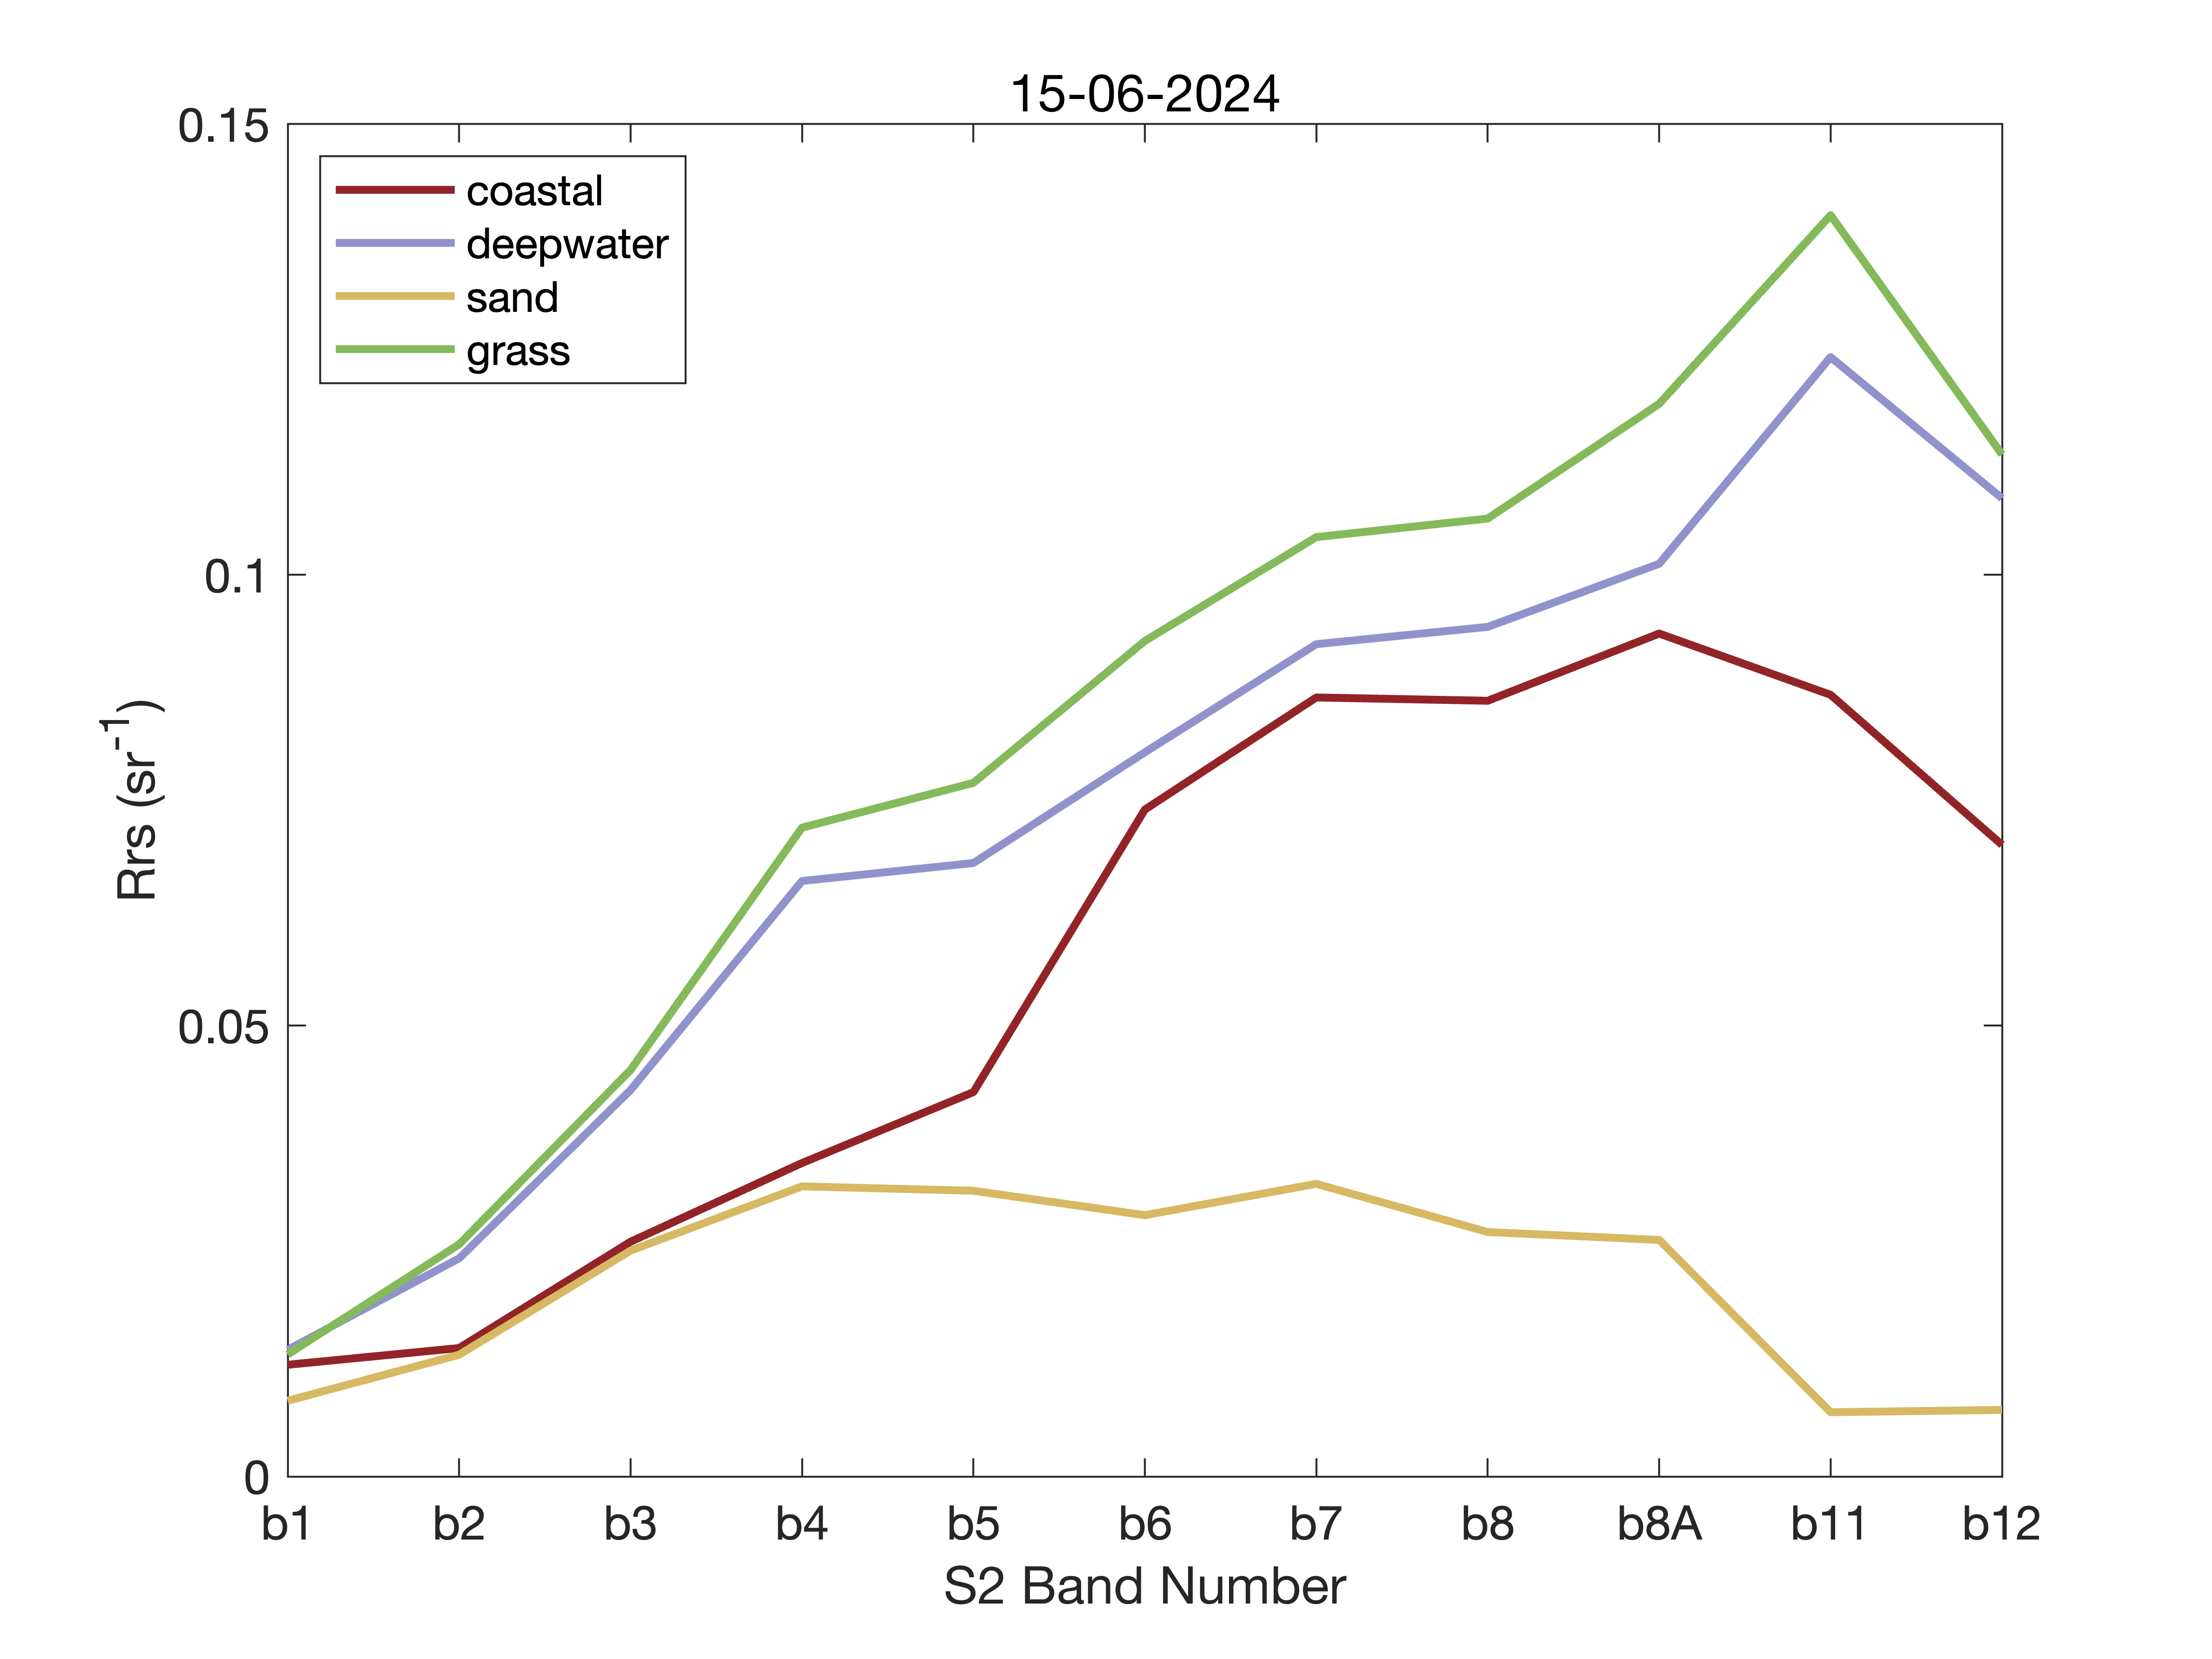 15-06-2024
0.15
0.1
0.05
0
Rrs (sr⁻¹)
coastal
deepwater
sand
grass
b1 b2 b3 b4 b5 b6 b7 b8 b8A b11 b12
S2 Band Number